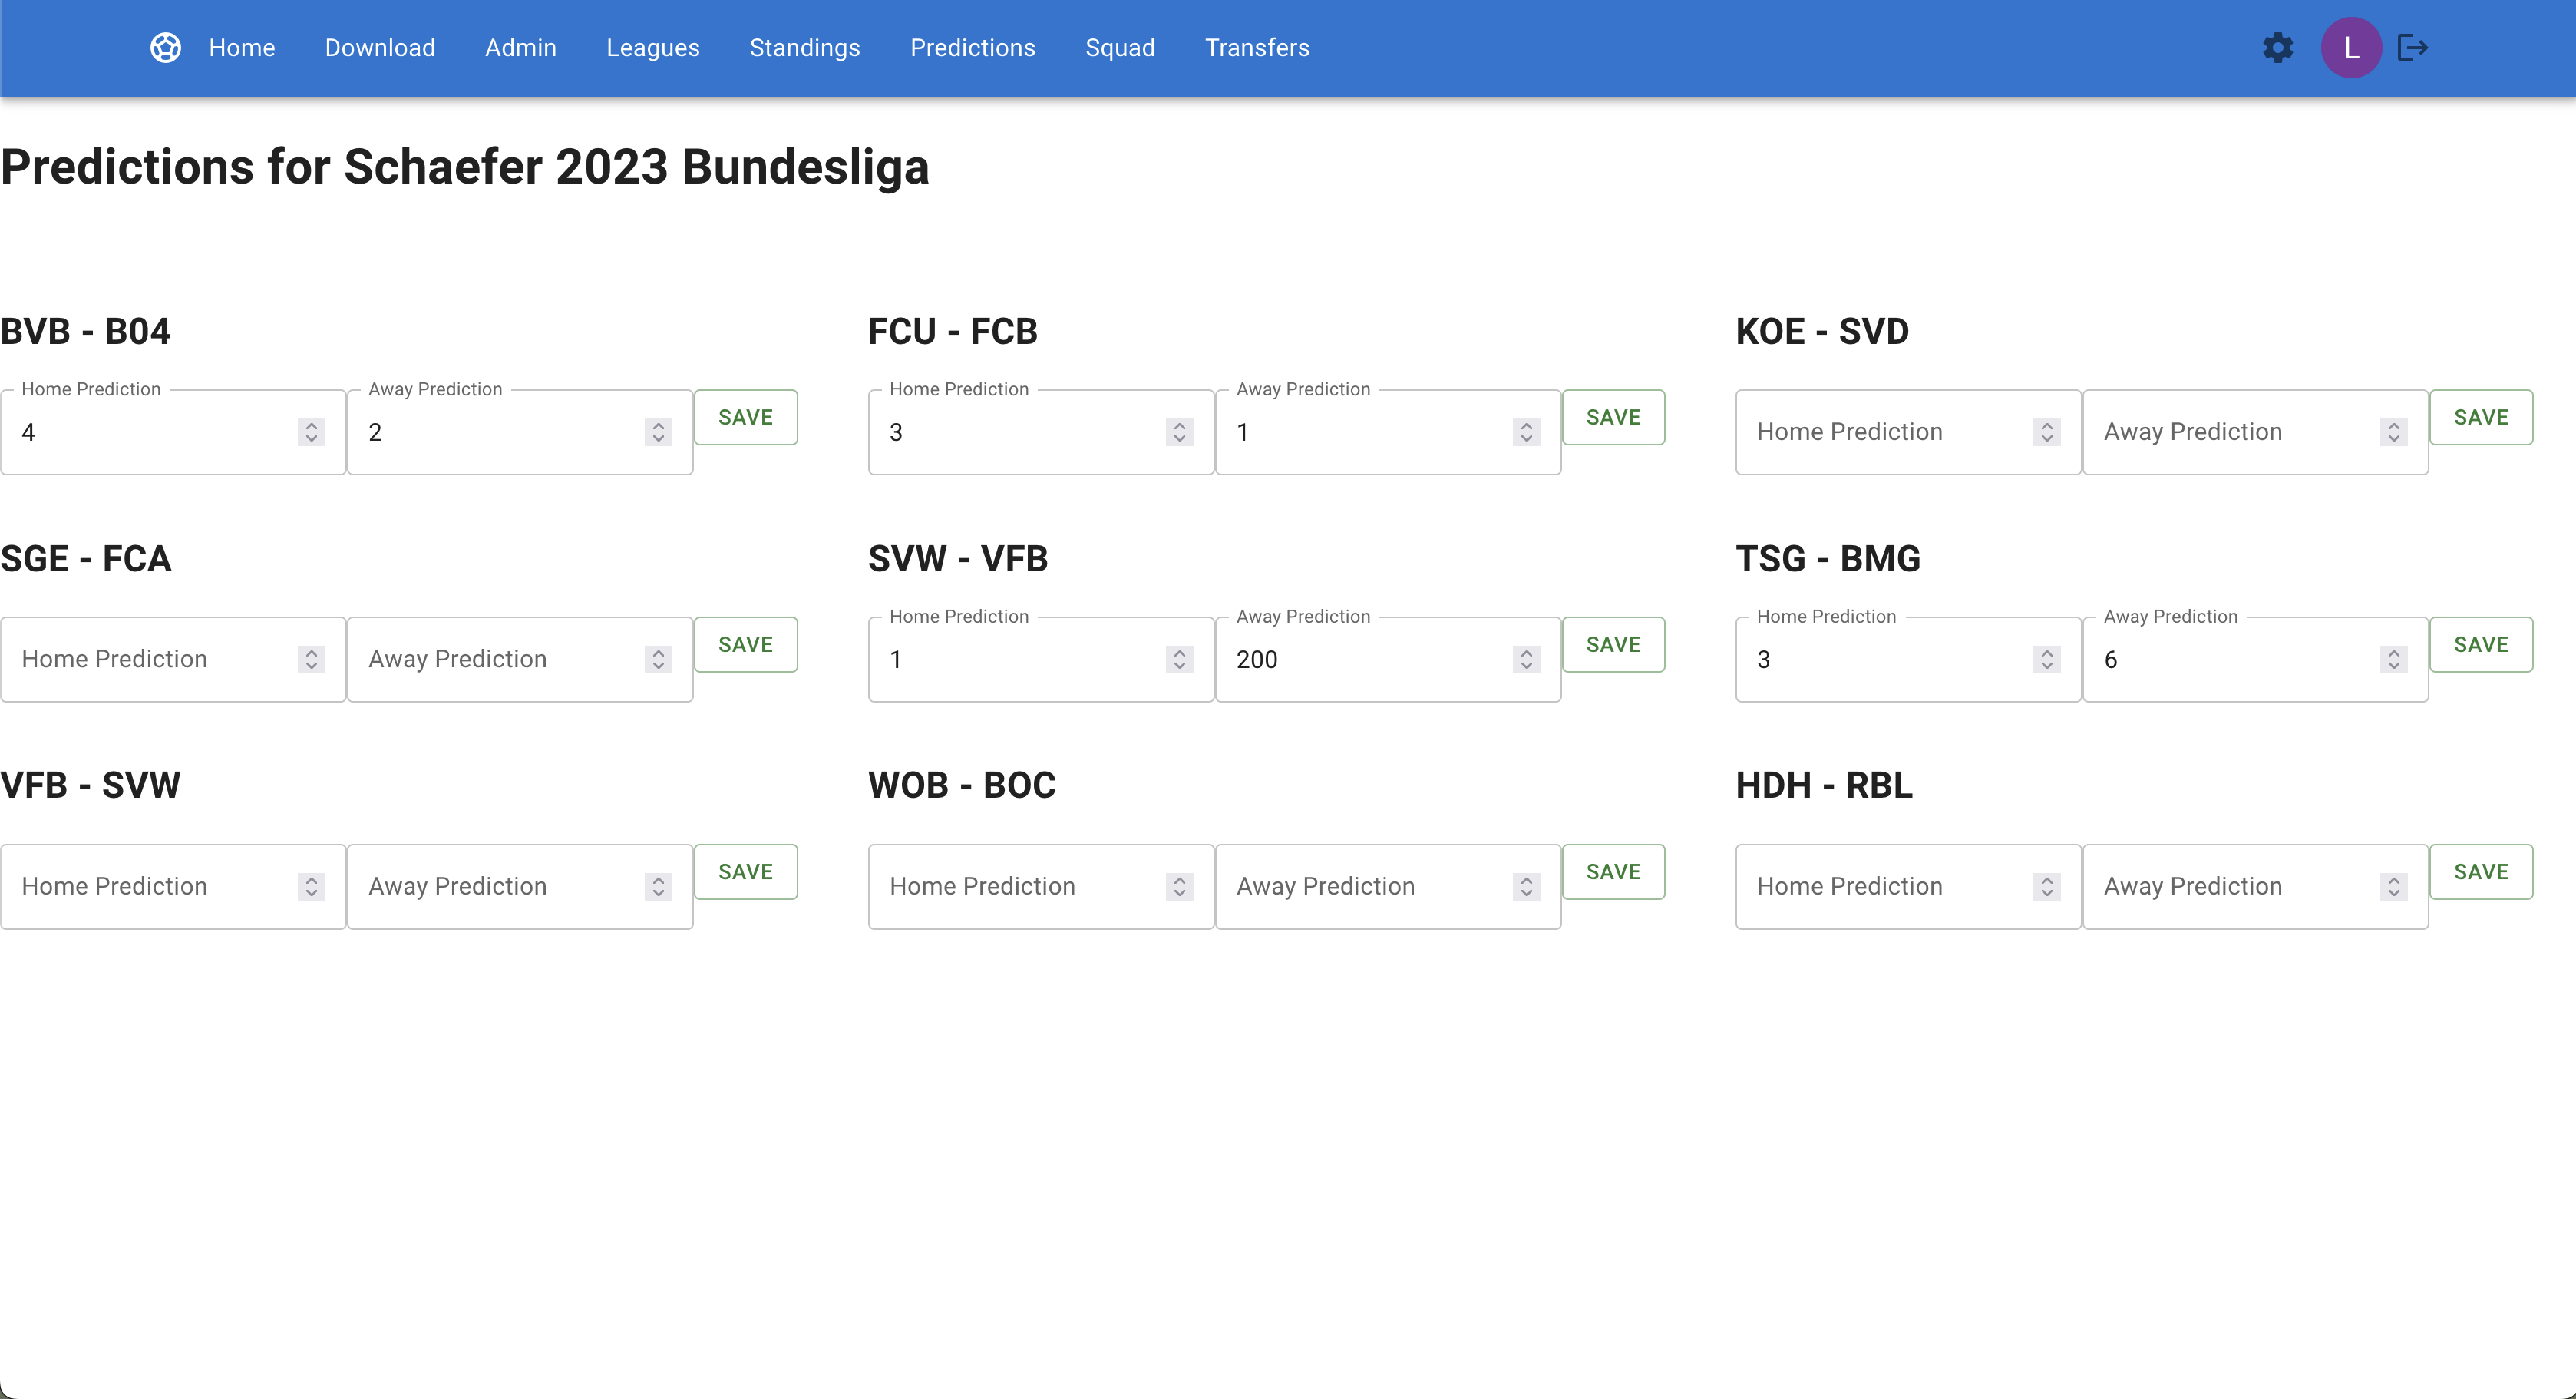 Home Download Admin Leagues Standings Predictions Squad Transfers L
Predictions for Schaefer 2023 Bundesliga
BVB - B04 FCU - FCB KOE - SVD
Home Prediction Away Prediction Home Prediction Away Prediction
4 2 SAVE 3 1 SAVE Home Prediction Away Prediction SAVE
SGE - FCA SVW - VFB TSG - BMG
Home Prediction Away Prediction Home Prediction Away Prediction
Home Prediction Away Prediction SAVE 1 200 SAVE 3 6 SAVE
VFB - SVW WOB - BOC HDH - RBL
Home Prediction Away Prediction SAVE Home Prediction Away Prediction SAVE Home Prediction Away Prediction SAVE